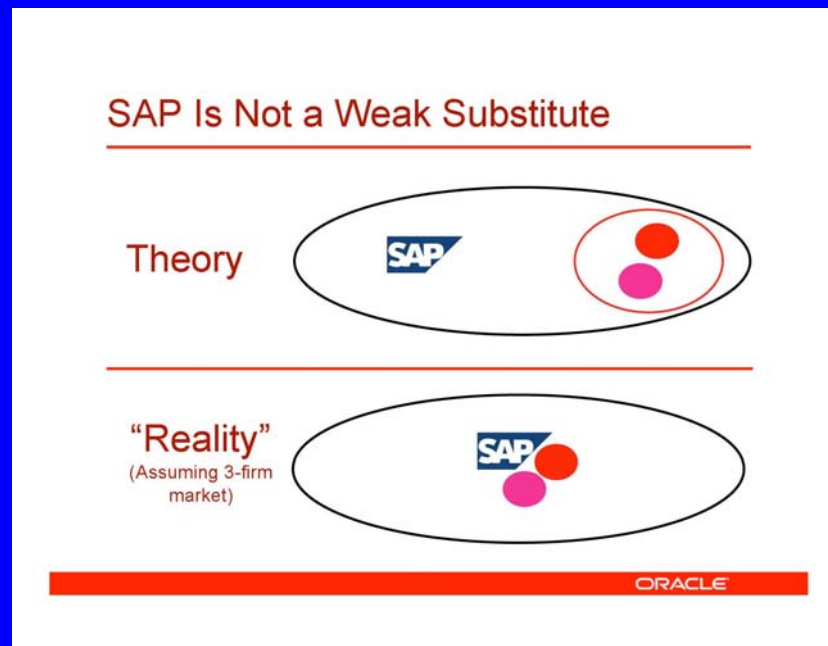 SAP Is Not a Weak Substitute
Theory
SAP
“Reality”
(Assuming 3-firm
market)
SAP
ORACLE